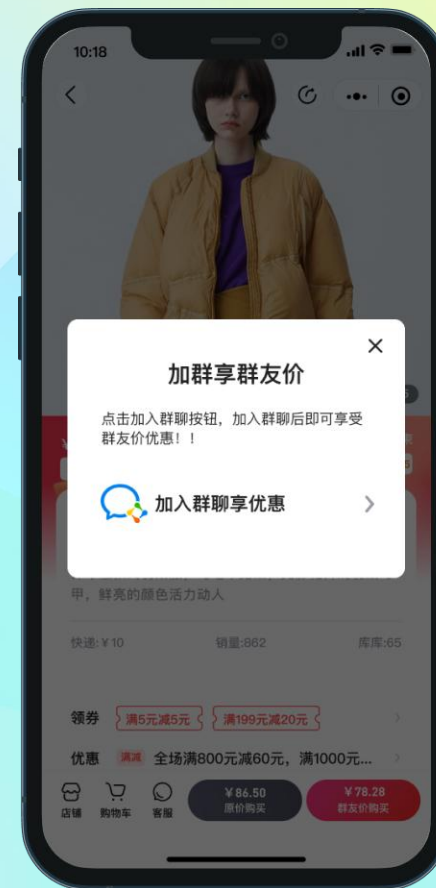 10:18
加群享群友价
点击加入群聊按钮，加入群聊后即可享受
群友价优惠！！
加入群聊享优惠
甲，鲜亮的颜色活力动人
快递:¥10 销量:862 库库:65
领券 满5元减5元 满199元减20元
优惠 满减 全场满800元减60元，满1000元...
¥86.50 ¥78.28
店铺 购物车 客服 原价购买 群友价购买